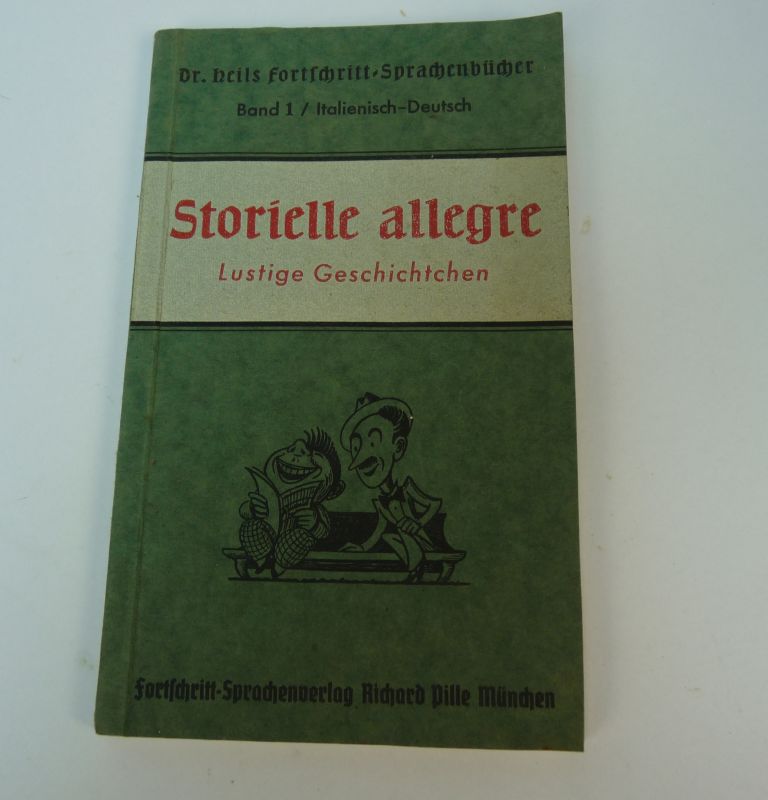 Dr. Heils Fortschritt-Sprachenbücher
Band 1 / Italienisch-Deutsch
Storielle allegre
Lustige Geschichtchen
Fortschritt-Sprachenverlag Richard Pille München